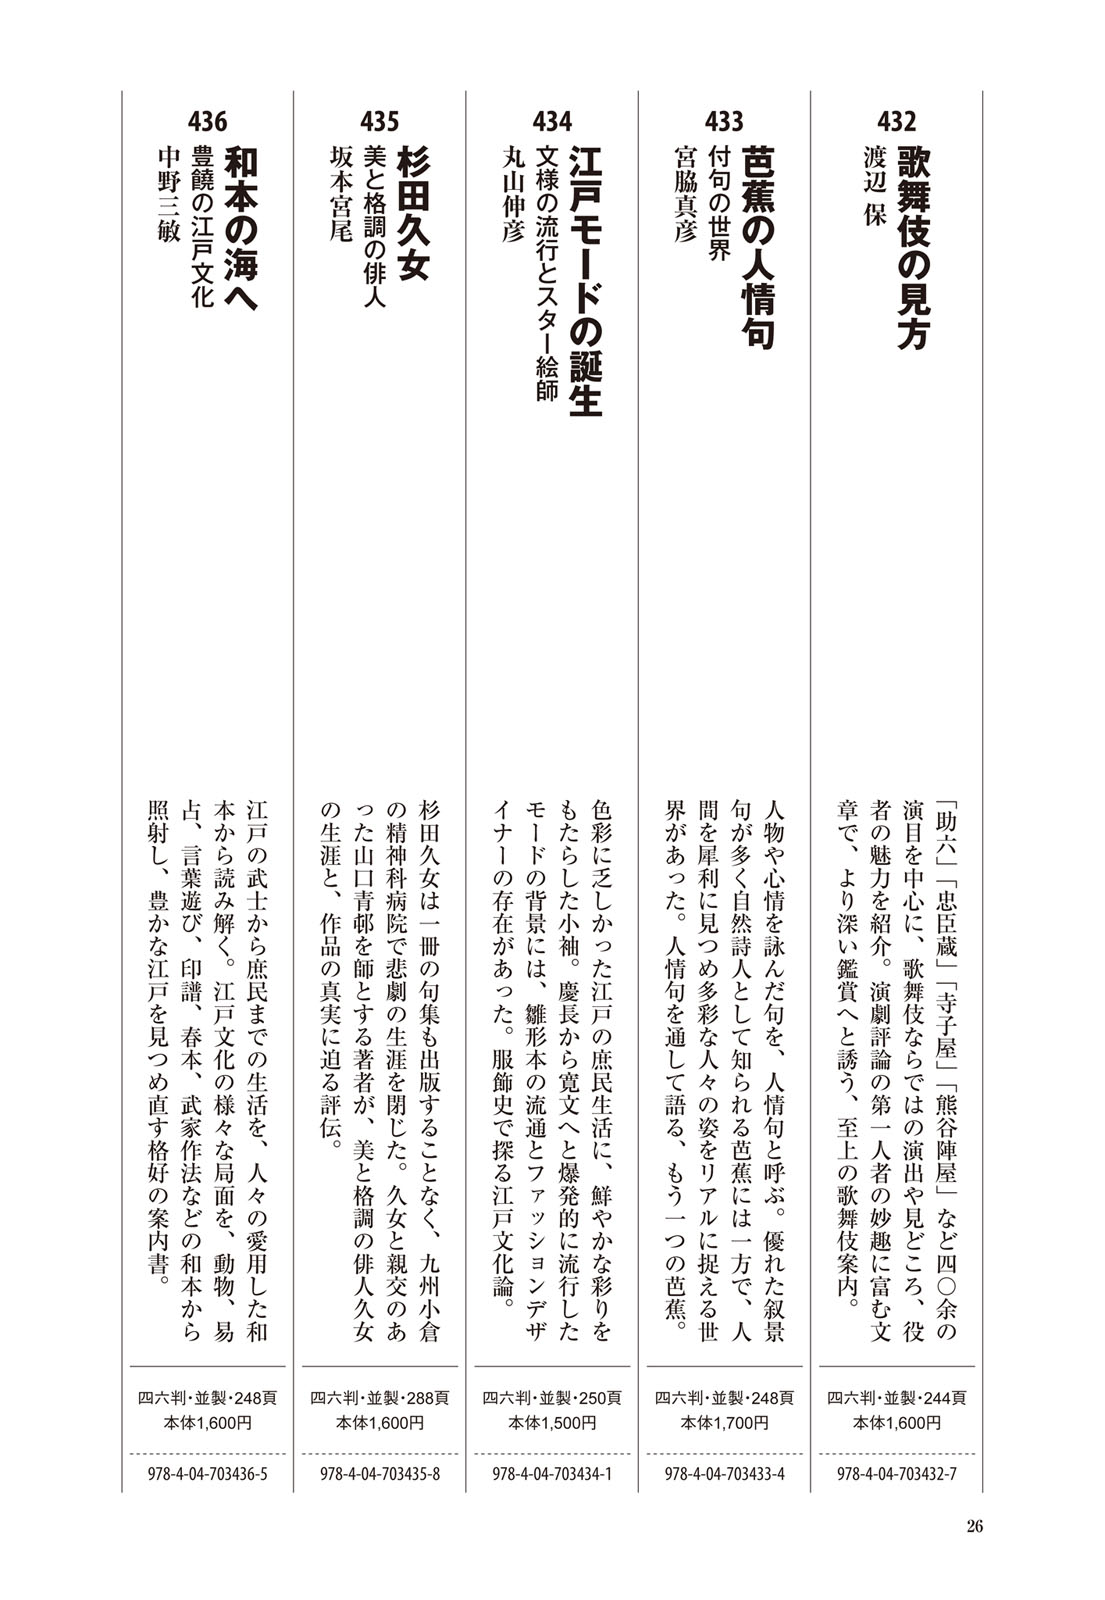 432
歌舞伎の見方
渡辺 保
「助六」「忠臣蔵」「寺子屋」「熊谷陣屋」など四〇余の
演目を中心に、歌舞伎ならではの演出や見どころ、役
者の魅力を紹介。演劇評論の第一人者の妙趣に富む文
章で、より深い鑑賞へと誘う、至上の歌舞伎案内。
四六判・並製・244頁
本体1,600円
978-4-04-703432-7
433
芭蕉の人情句
付句の世界
宮脇真彦
人物や心情を詠んだ句を、人情句と呼ぶ。優れた叙景
句が多く自然詩人として知られる芭蕉には一方で、人
間を犀利に見つめ多彩な人々の姿をリアルに捉える世
界があった。人情句を通して語る、もう一つの芭蕉。
四六判・並製・248頁
本体1,700円
978-4-04-703433-4
434
江戸モードの誕生
文様の流行とスター絵師
丸山伸彦
色彩に乏しかった江戸の庶民生活に、鮮やかな彩りを
もたらした小袖。慶長から寛文へと爆発的に流行した
モードの背景には、雛形本の流通とファッションデザ
イナーの存在があった。服飾史で探る江戸文化論。
四六判・並製・250頁
本体1,500円
978-4-04-703434-1
435
杉田久女
美と格調の俳人
坂本宮尾
杉田久女は一冊の句集も出版することなく、九州小倉
の精神科病院で悲劇の生涯を閉じた。久女と親交のあ
った山口青邨を師とする著者が、美と格調の俳人久女
の生涯と、作品の真実に迫る評伝。
四六判・並製・288頁
本体1,600円
978-4-04-703435-8
436
和本の海へ
豊饒の江戸文化
中野三敏
江戸の武士から庶民までの生活を、人々の愛用した和
本から読み解く。江戸文化の様々な局面を、動物、易
占、言葉遊び、印譜、春本、武家作法などの和本から
照射し、豊かな江戸を見つめ直す格好の案内書。
四六判・並製・248頁
本体1,600円
978-4-04-703436-5
26